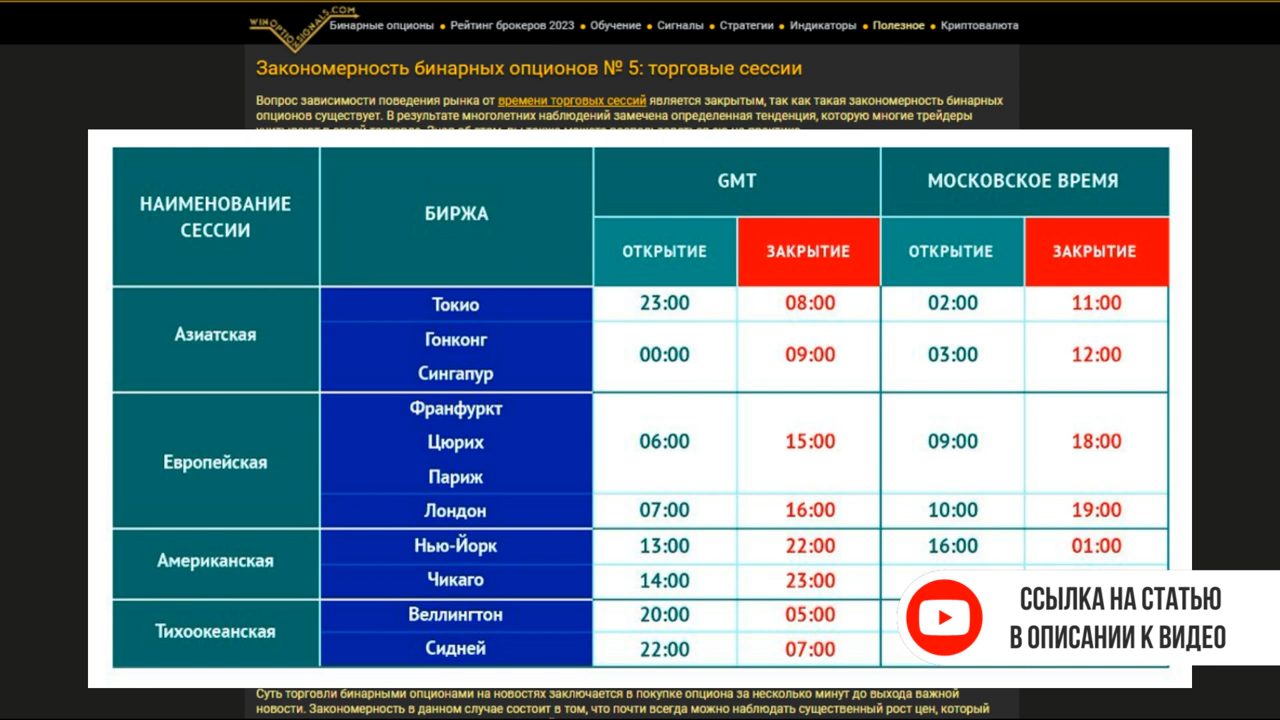 WINOPTIONSIGNALS.COM
Бинарные опционы ● Рейтинг брокеров 2023 ● Обучение ● Сигналы ● Стратегии ● Индикаторы ● Полезное ● Криптовалюта
Закономерность бинарных опционов № 5: торговые сессии
Вопрос зависимости поведения рынка от времени торговых сессий является закрытым, так как такая закономерность бинарных
опционов существует. В результате многолетних наблюдений замечена определенная тенденция, которую многие трейдеры
НАИМЕНОВАНИЕ
СЕССИИ
БИРЖА
GMT
МОСКОВСКОЕ ВРЕМЯ
ОТКРЫТИЕ
ЗАКРЫТИЕ
ОТКРЫТИЕ
ЗАКРЫТИЕ
Азиатская
Токио
23:00
08:00
02:00
11:00
Гонконг
Сингапур
00:00
09:00
03:00
12:00
Европейская
Франфуркт
Цюрих
Париж
06:00
15:00
09:00
18:00
Лондон
07:00
16:00
10:00
19:00
Американская
Нью-Йорк
13:00
22:00
16:00
01:00
Чикаго
14:00
23:00
Тихоокеанская
Веллингтон
20:00
05:00
Сидней
22:00
07:00
ССЫЛКА НА СТАТЬЮ
В ОПИСАНИИ К ВИДЕО
Суть торговли бинарными опционами на новостях заключается в покупке опциона за несколько минут до выхода важной
новости. Закономерность в данном случае состоит в том, что почти всегда можно наблюдать существенный рост цен, который